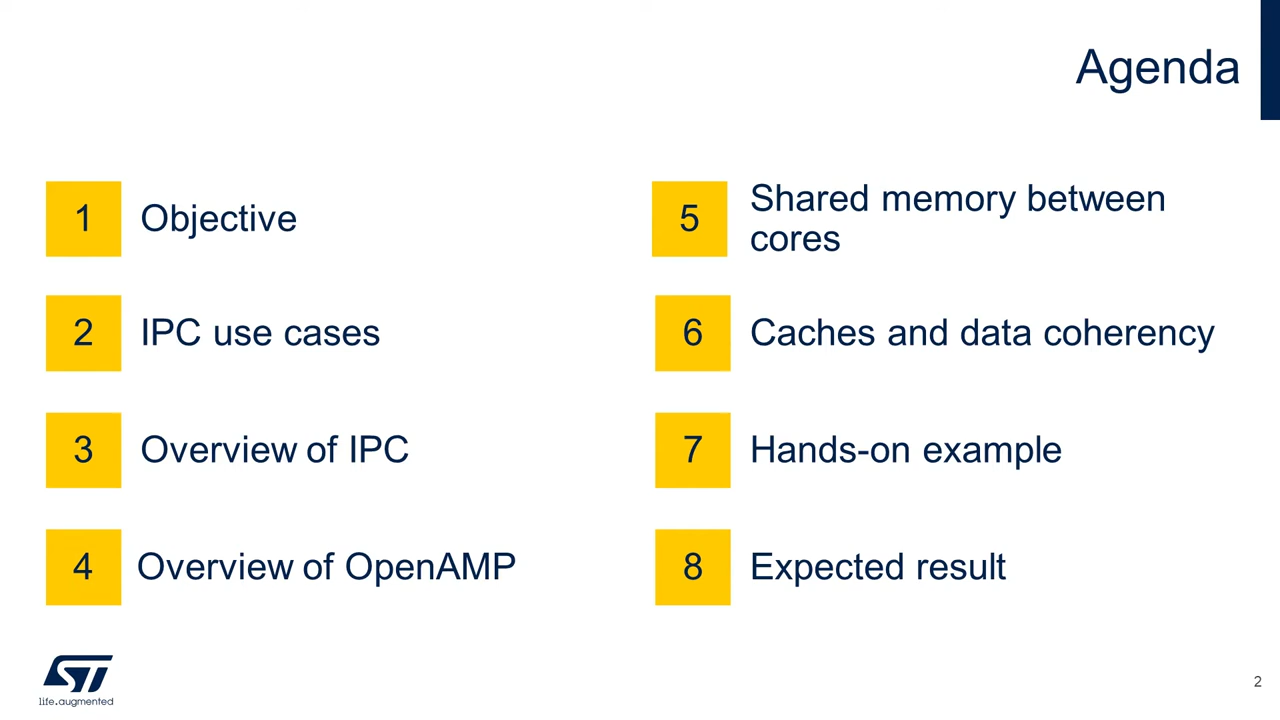 Agenda
1
Objective
2
IPC use cases
3
Overview of IPC
4
Overview of OpenAMP
5
Shared memory between
cores
6
Caches and data coherency
7
Hands-on example
8
Expected result
ST
life.augmented
2